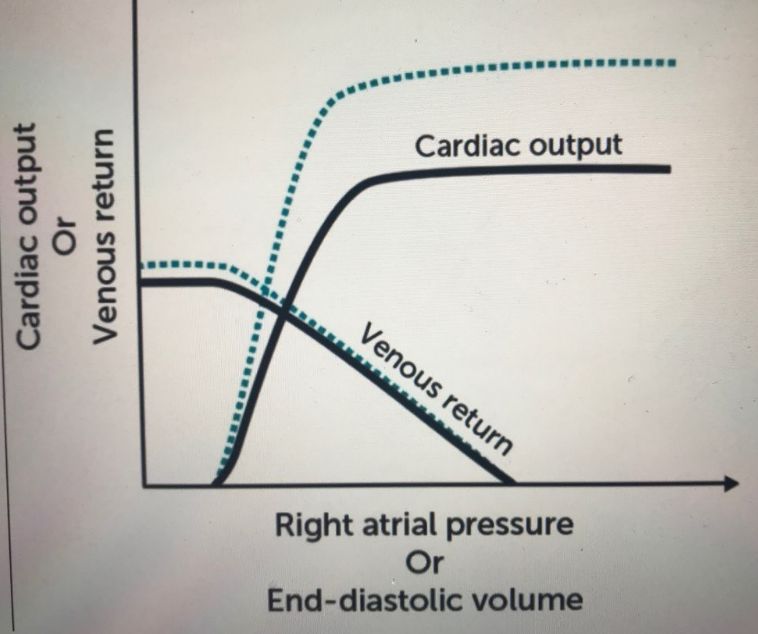 Cardiac output
Or
Venous return
Cardiac output
Venous return
Right atrial pressure
Or
End-diastolic volume